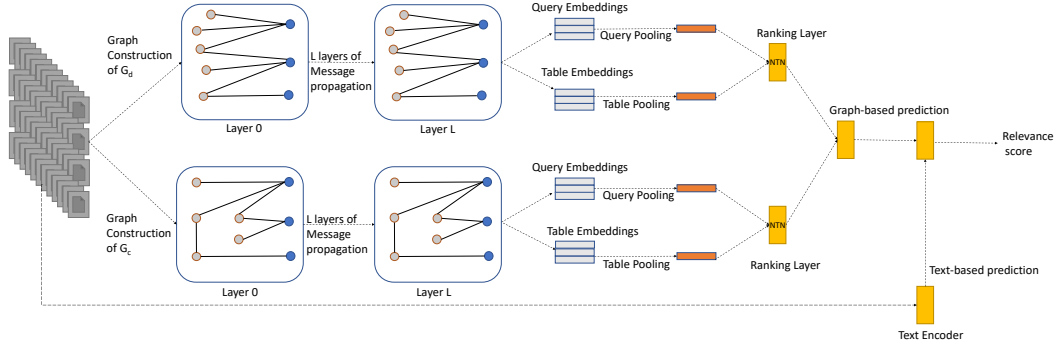 Graph
Construction
of G_d
Layer 0
L layers of
Message
propagation
Layer L
Query Embeddings
Query Pooling
Table Embeddings
Table Pooling
Ranking Layer
NTN
Graph
Construction
of G_c
Layer 0
L layers of
Message
propagation
Layer L
Query Embeddings
Query Pooling
Table Embeddings
Table Pooling
NTN
Ranking Layer
Graph-based prediction
Relevance
score
Text-based prediction
Text Encoder